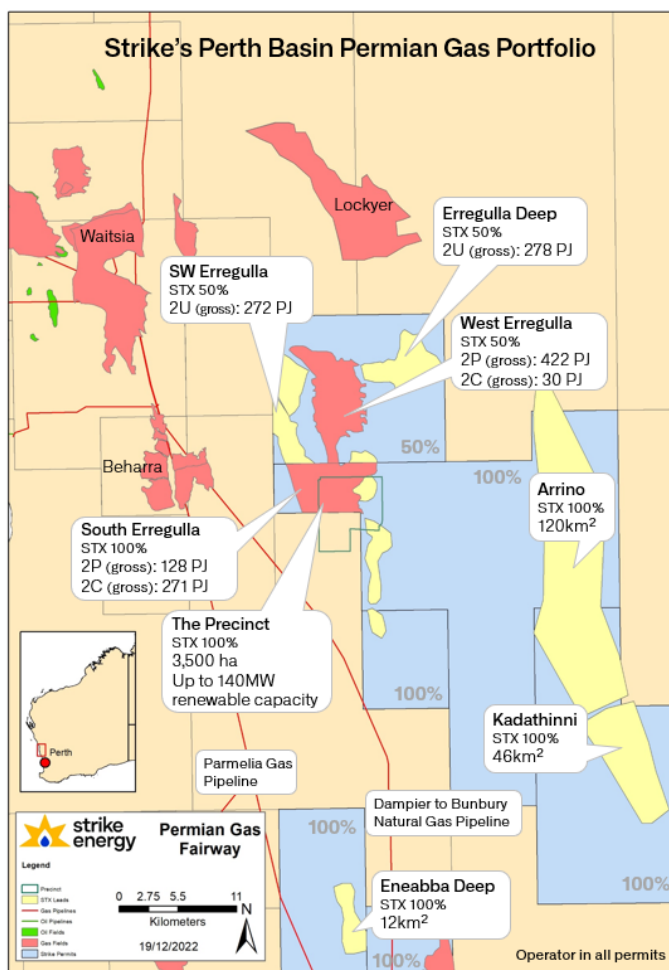 Strike's Perth Basin Permian Gas Portfolio
Lockyer
Waitsia
Erregulla Deep
STX 50%
2U (gross): 278 PJ
SW Erregulla
STX 50%
2U (gross): 272 PJ
West Erregulla
STX 50%
2P (gross): 422 PJ
2C (gross): 30 PJ
50%
Beharra
100%
Arrino
STX 100%
120km²
South Erregulla
STX 100%
2P (gross): 128 PJ
2C (gross): 271 PJ
The Precinct
STX 100%
3,500 ha
Up to 140MW
renewable capacity
100%
Kadathinni
STX 100%
46km²
Perth
Parmelia Gas
Pipeline
Dampier to Bunbury
Natural Gas Pipeline
100%
100%
Eneabba Deep
STX 100%
12km²
100%
strike
energy
Permian Gas
Fairway
Legend
Precinct
STX Leads
Gas Pipelines
Oil Pipelines
Oil Fields
Gas Fields
Strike Permits
0 2.75 5.5 11
Kilometers
N
19/12/2022
Operator in all permits